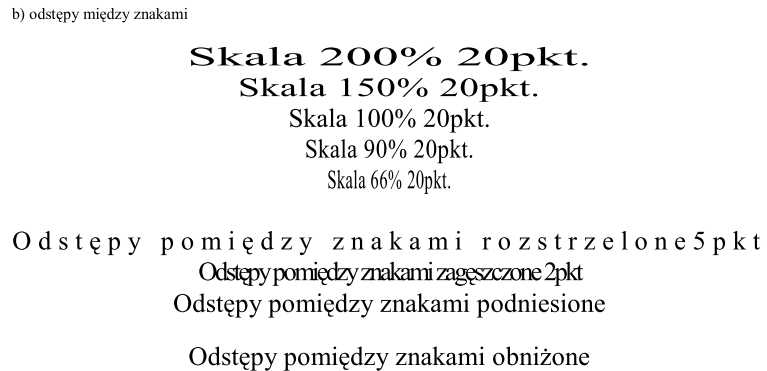 b) odstępy między znakami
Skala 200% 20pkt.
Skala 150% 20pkt.
Skala 100% 20pkt.
Skala 90% 20pkt.
Skala 66% 20pkt.
Odstępy pomiędzy znakami rozstrzelone5pkt
Odstępy pomiędzy znakami zagęszczone 2pkt
Odstępy pomiędzy znakami podniesione
Odstępy pomiędzy znakami obniżone